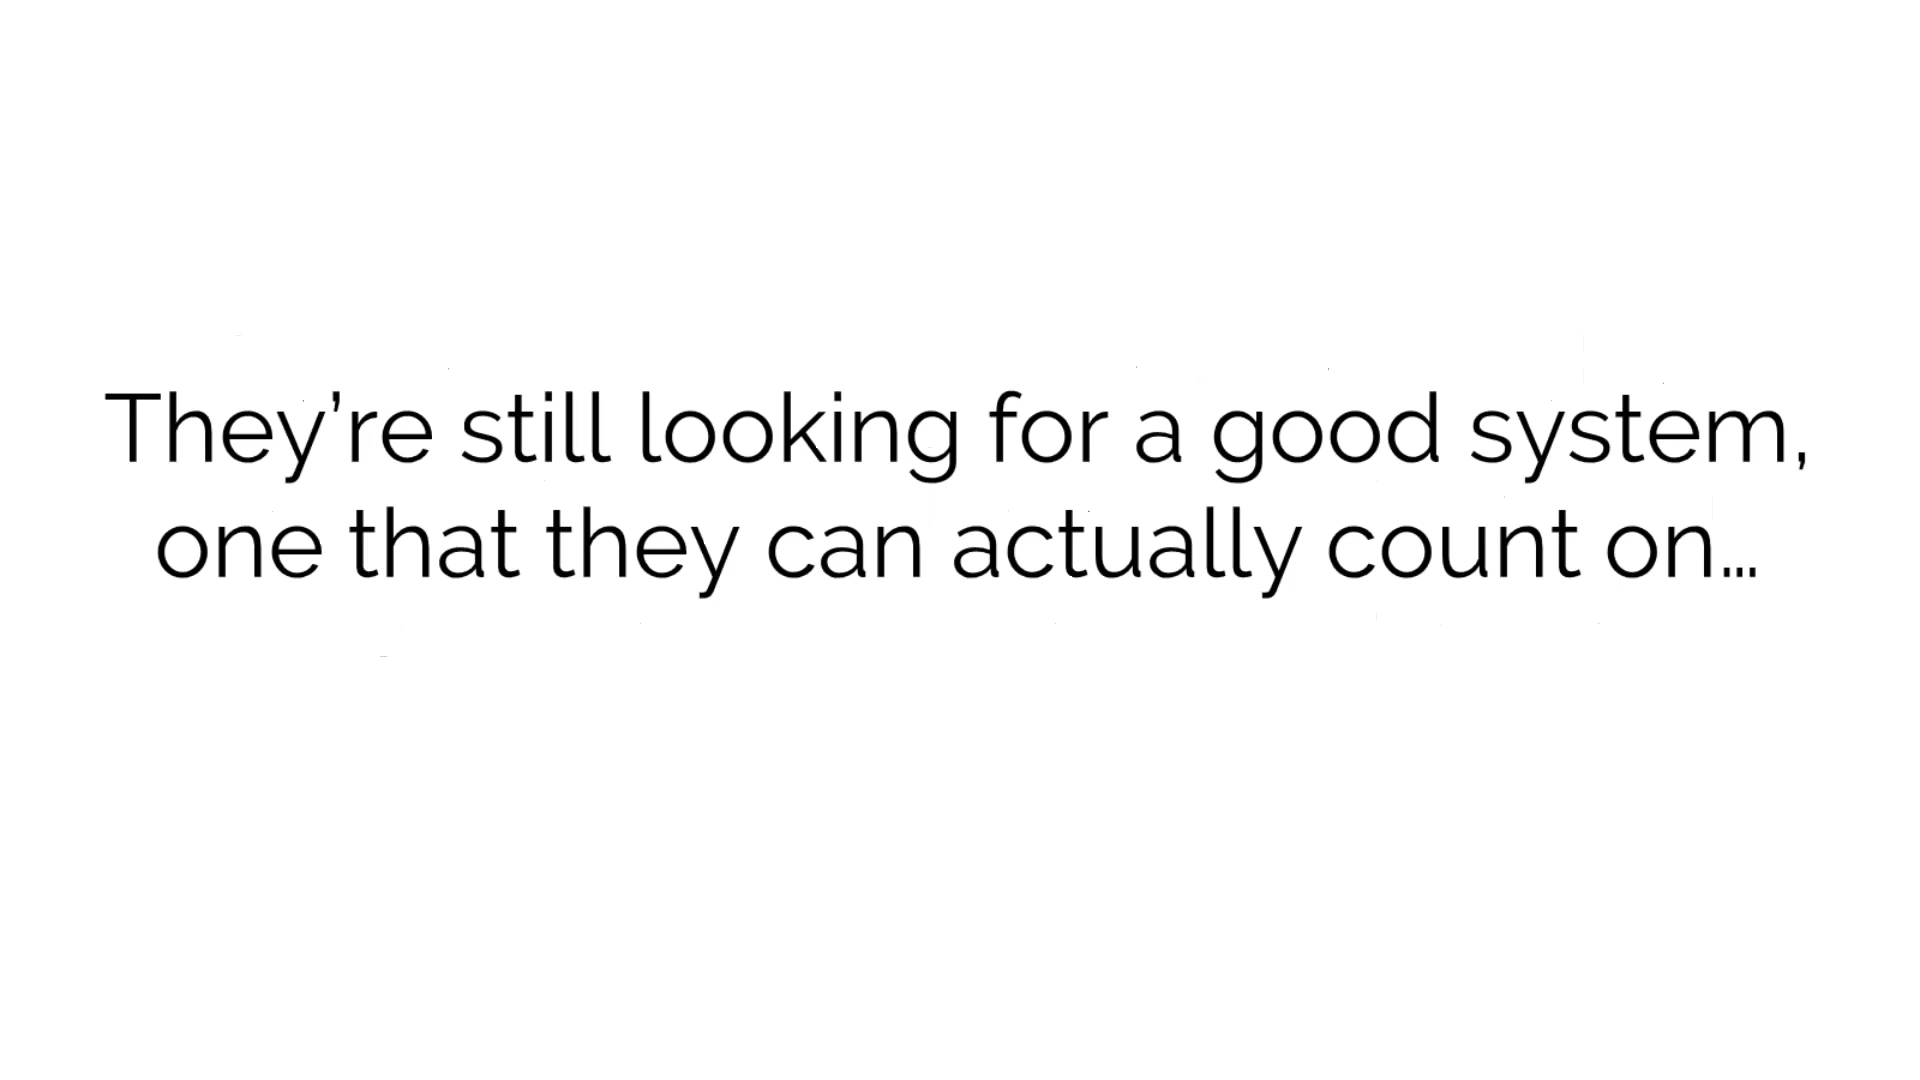 They’re still looking for a good system,
one that they can actually count on…